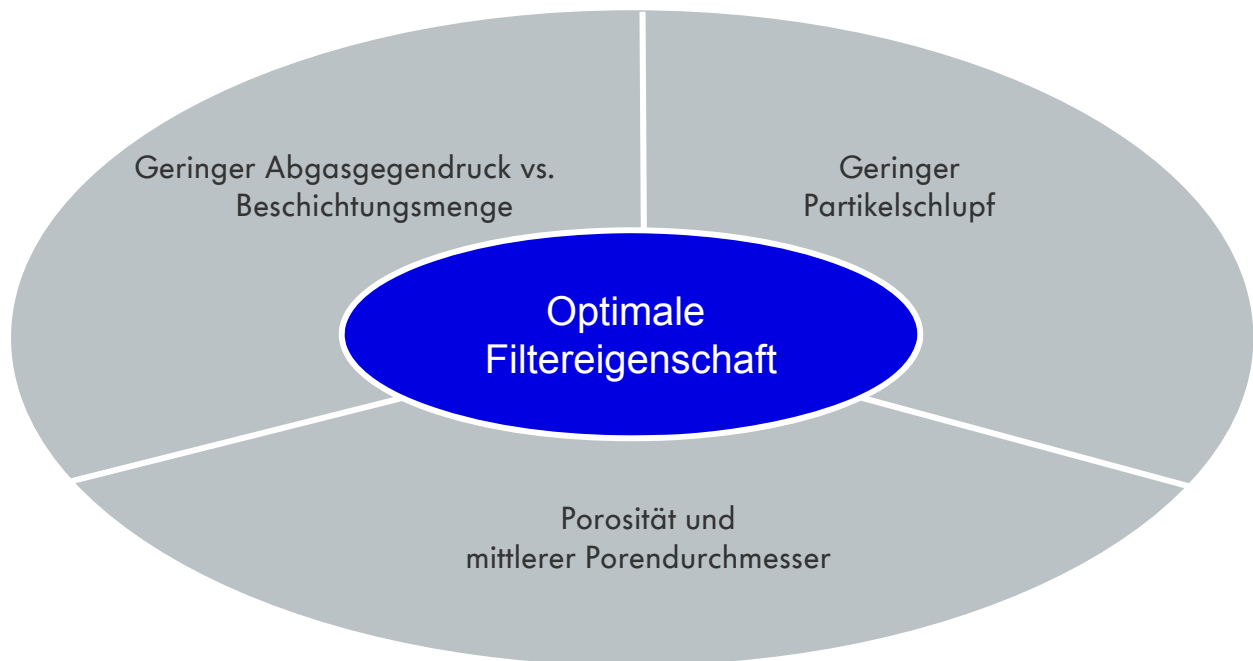 Geringer Abgasgegendruck vs.
Beschichtungsmenge
Geringer
Partikelschlupf
Optimale
Filtereigenschaft
Porosität und
mittlerer Porendurchmesser